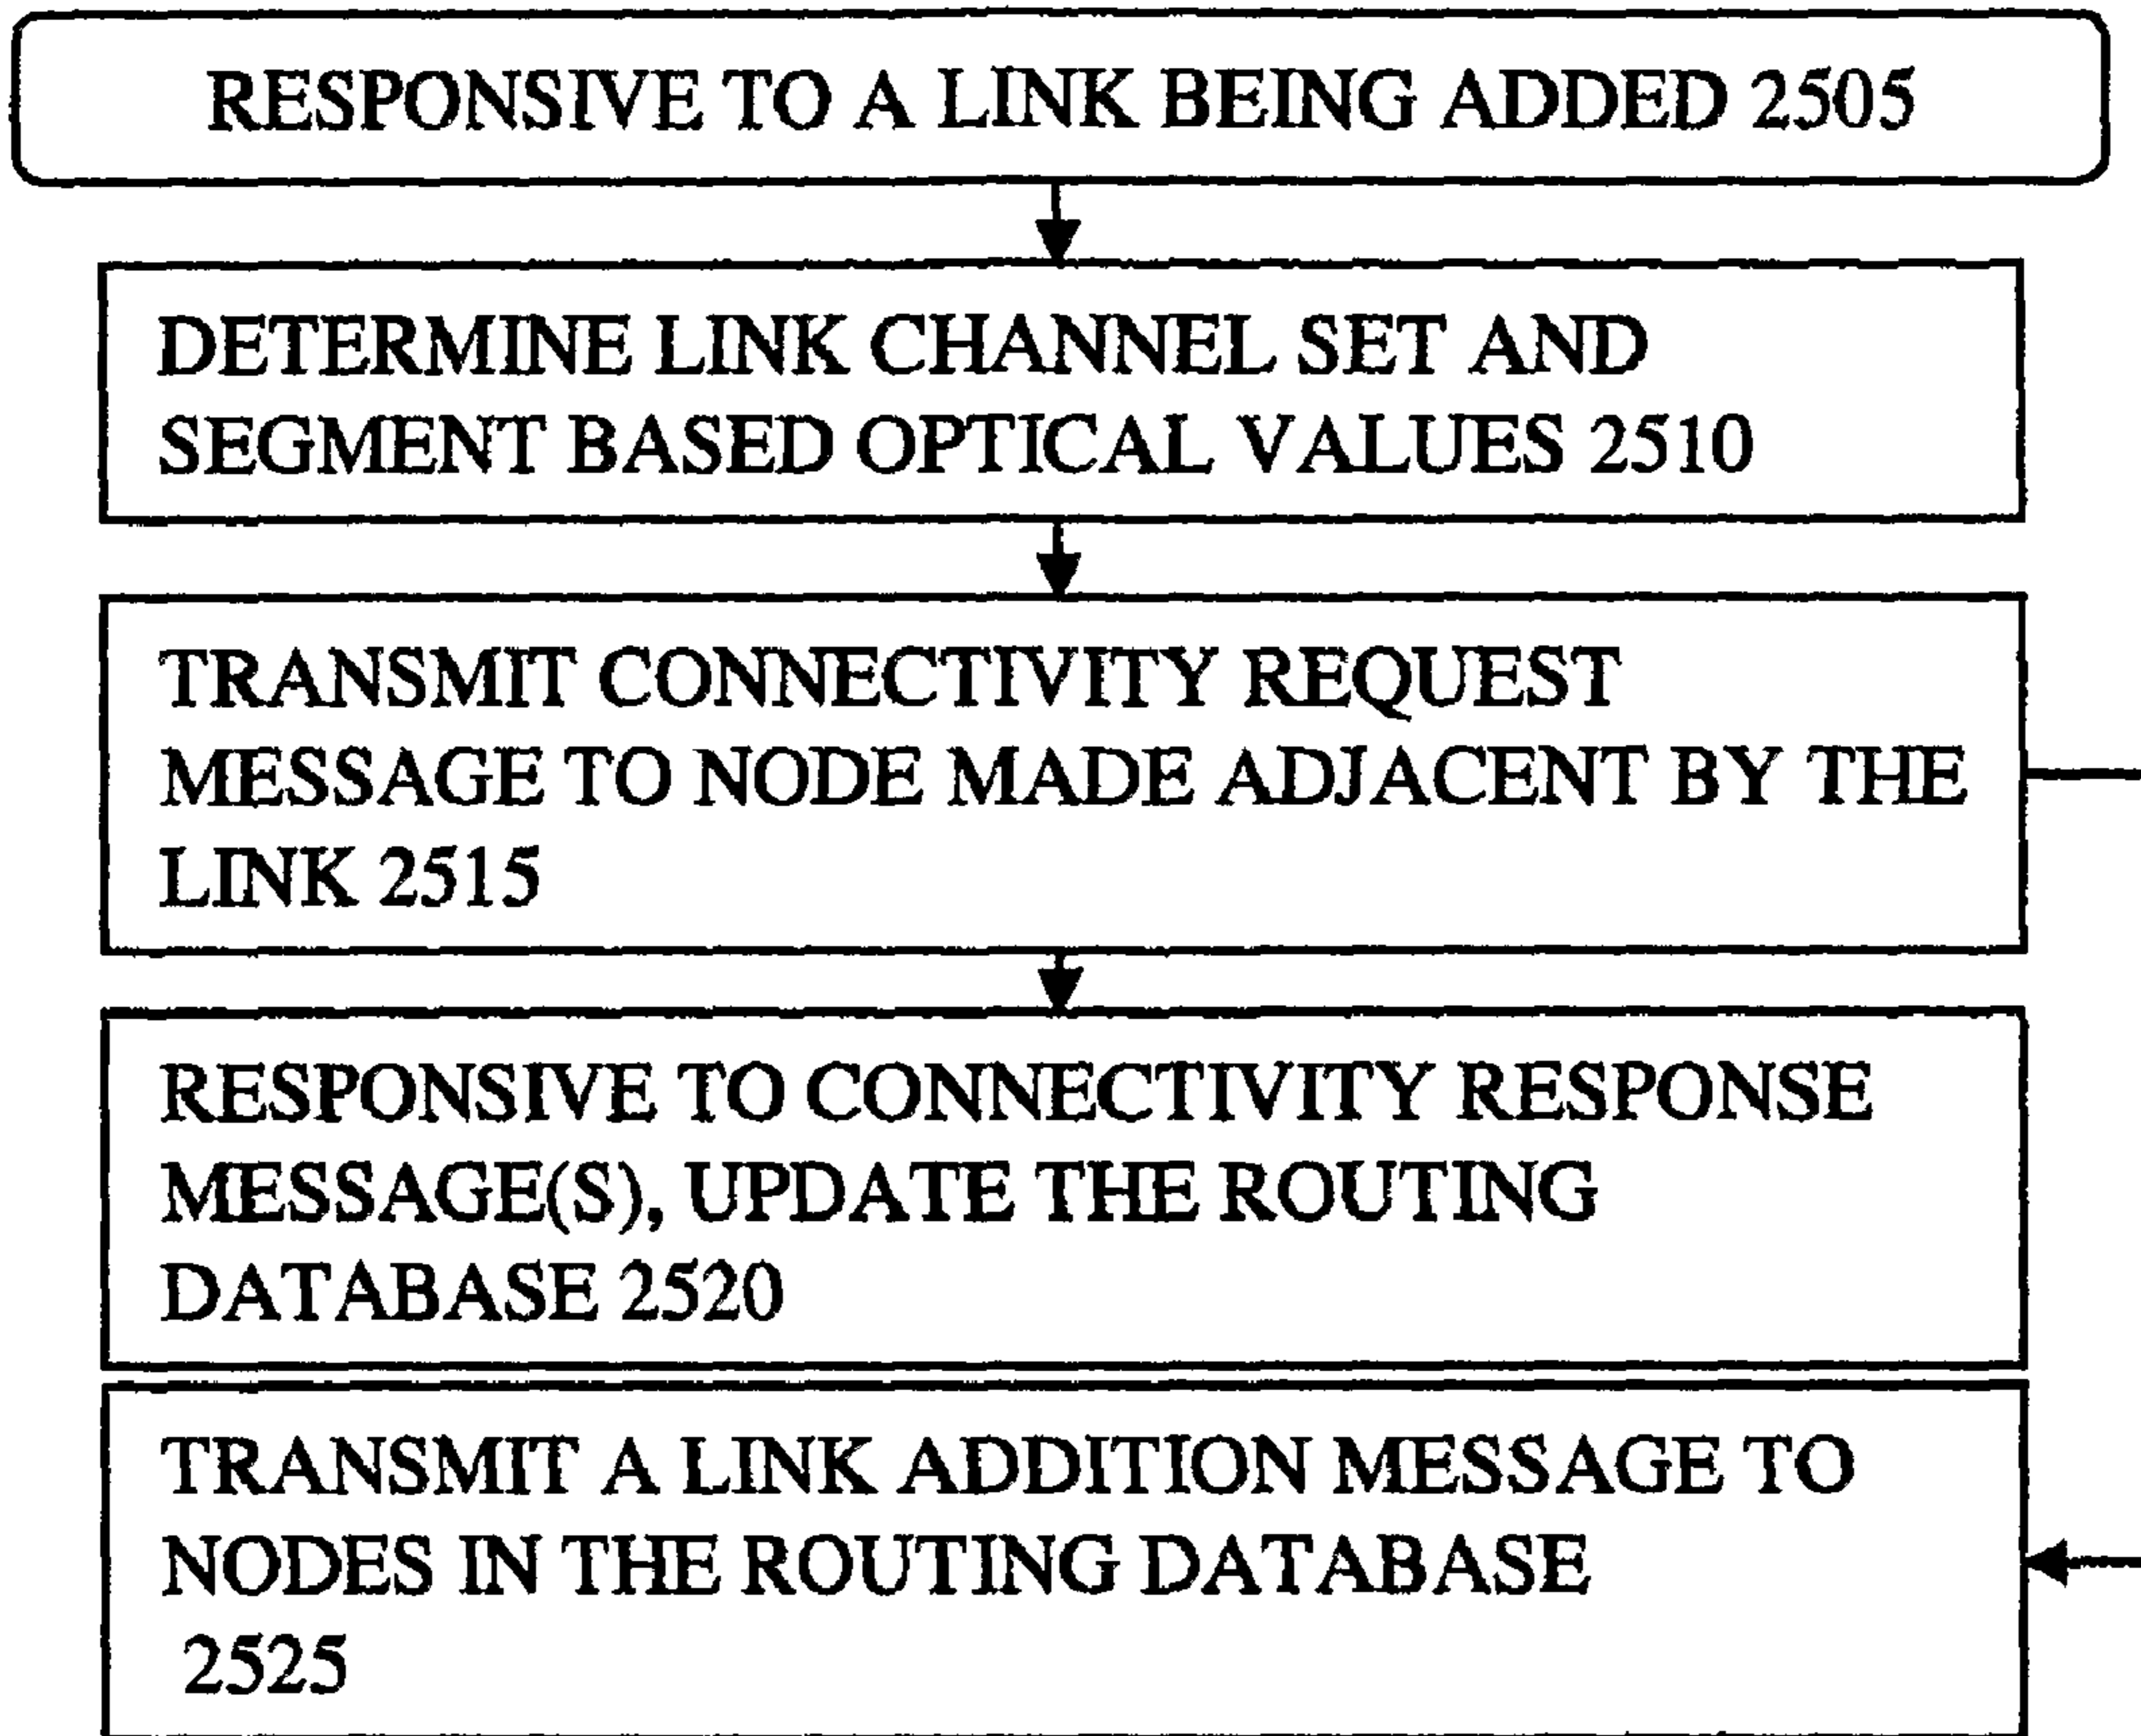 RESPONSIVE TO A LINK BEING ADDED 2505
DETERMINE LINK CHANNEL SET AND
SEGMENT BASED OPTICAL VALUES 2510
TRANSMIT CONNECTIVITY REQUEST
MESSAGE TO NODE MADE ADJACENT BY THE
LINK 2515
RESPONSIVE TO CONNECTIVITY RESPONSE
MESSAGE(S), UPDATE THE ROUTING
DATABASE 2520
TRANSMIT A LINK ADDITION MESSAGE TO
NODES IN THE ROUTING DATABASE
2525